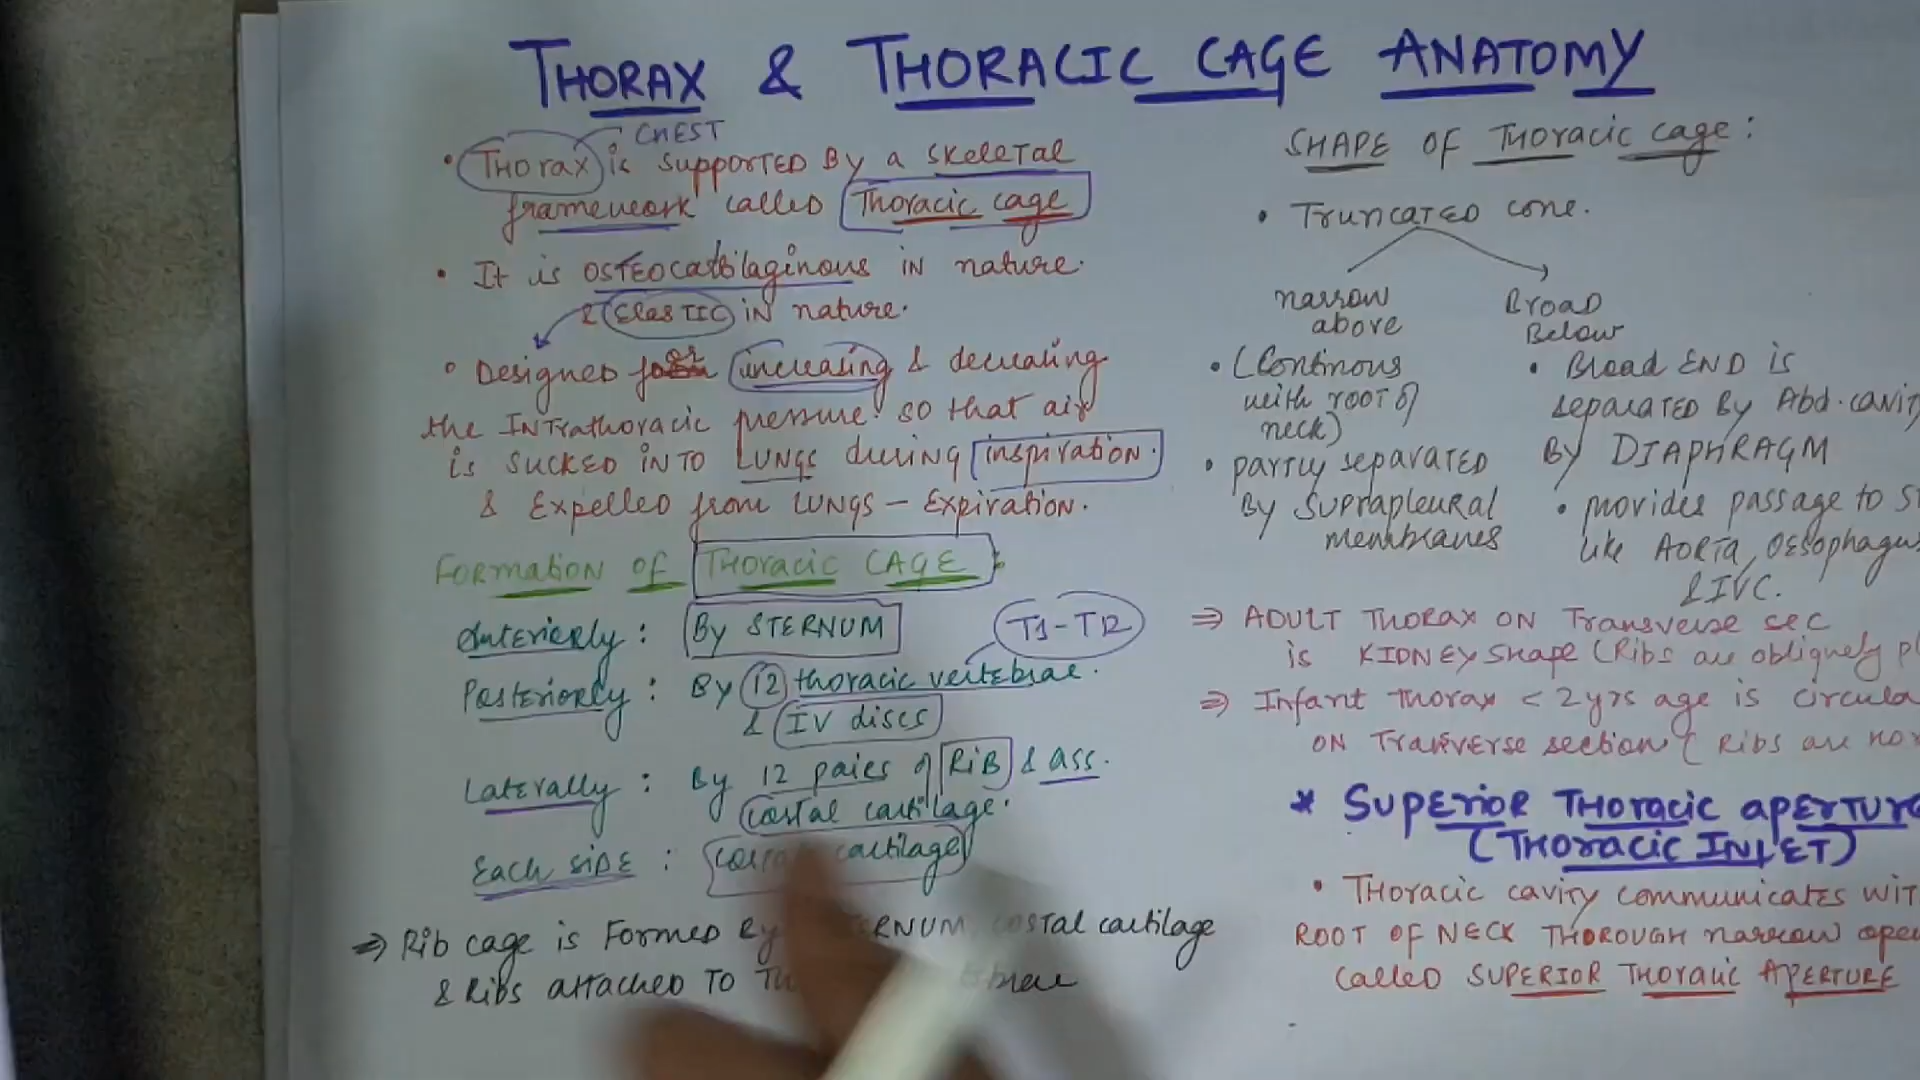 THORAX & THORACIC CAGE ANATOMY
CHEST
• Thorax is supported by a skeletal
framework called Thoracic cage
• It is osteocartilaginous in nature.
& elastic in nature.
• Designed for increasing & decreasing
the intrathoracic pressure. so that air
is sucked into lungs during inspiration.
& Expelled from lungs – Expiration.
Formation of Thoracic CAGE:
Anteriorly: By STERNUM
T1-T12
Posteriorly: By 12 thoracic vertebrae.
& IV discs
Laterally: By 12 pairs of Rib & ass.
costal cartilage.
Each side: cartilage
⇒ Rib cage is Formed By costal cartilage
& Ribs attached to
SHAPE OF Thoracic cage:
• Truncated cone.
narrow
above
Broad
Below
• (Continous
with root of
neck)
• partly separated
By Suprapleural
membranes
• Broad END is
separated By Abd. cavity
By DIAPHRAGM
• provides passage to
like Aorta, Oesophagus
& IVC.
⇒ ADULT THORAX ON Transverse sec
is KIDNEY shape (Ribs are obliquely
⇒ Infant thorax < 2 yrs age is
ON Transverse section (Ribs are
* Superior Thoracic aperture
(Thoracic INLET)
• Thoracic cavity communicates
ROOT OF NECK THOROUGH narrow
called SUPERIOR Thoracic APERTURE